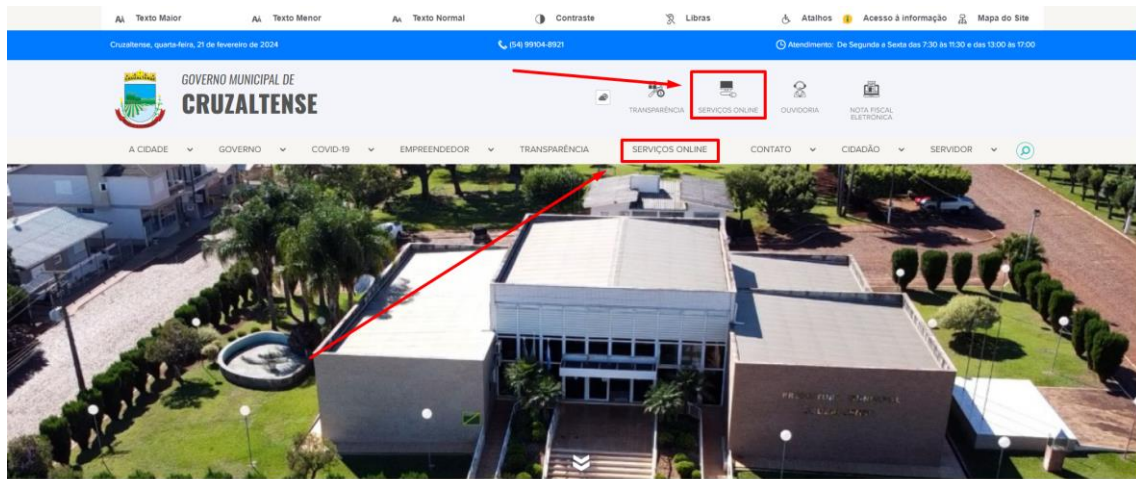 Texto Maior
Texto Menor
Texto Normal
Contraste
Libras
Atalhos
Acesso à informação
Mapa do Site
Cruzaltense, quarta-feira, 21 de fevereiro de 2024
(54) 99104-8921
Atendimento: De Segunda a Sexta das 7:30 às 11:30 e das 13:00 às 17:00
GOVERNO MUNICIPAL DE
CRUZALTENSE
TRANSPARÊNCIA
SERVIÇOS ONLINE
OUVIDORIA
NOTA FISCAL
ELETRÔNICA
A CIDADE
GOVERNO
COVID-19
EMPREENDEDOR
TRANSPARÊNCIA
SERVIÇOS ONLINE
CONTATO
CIDADÃO
SERVIDOR